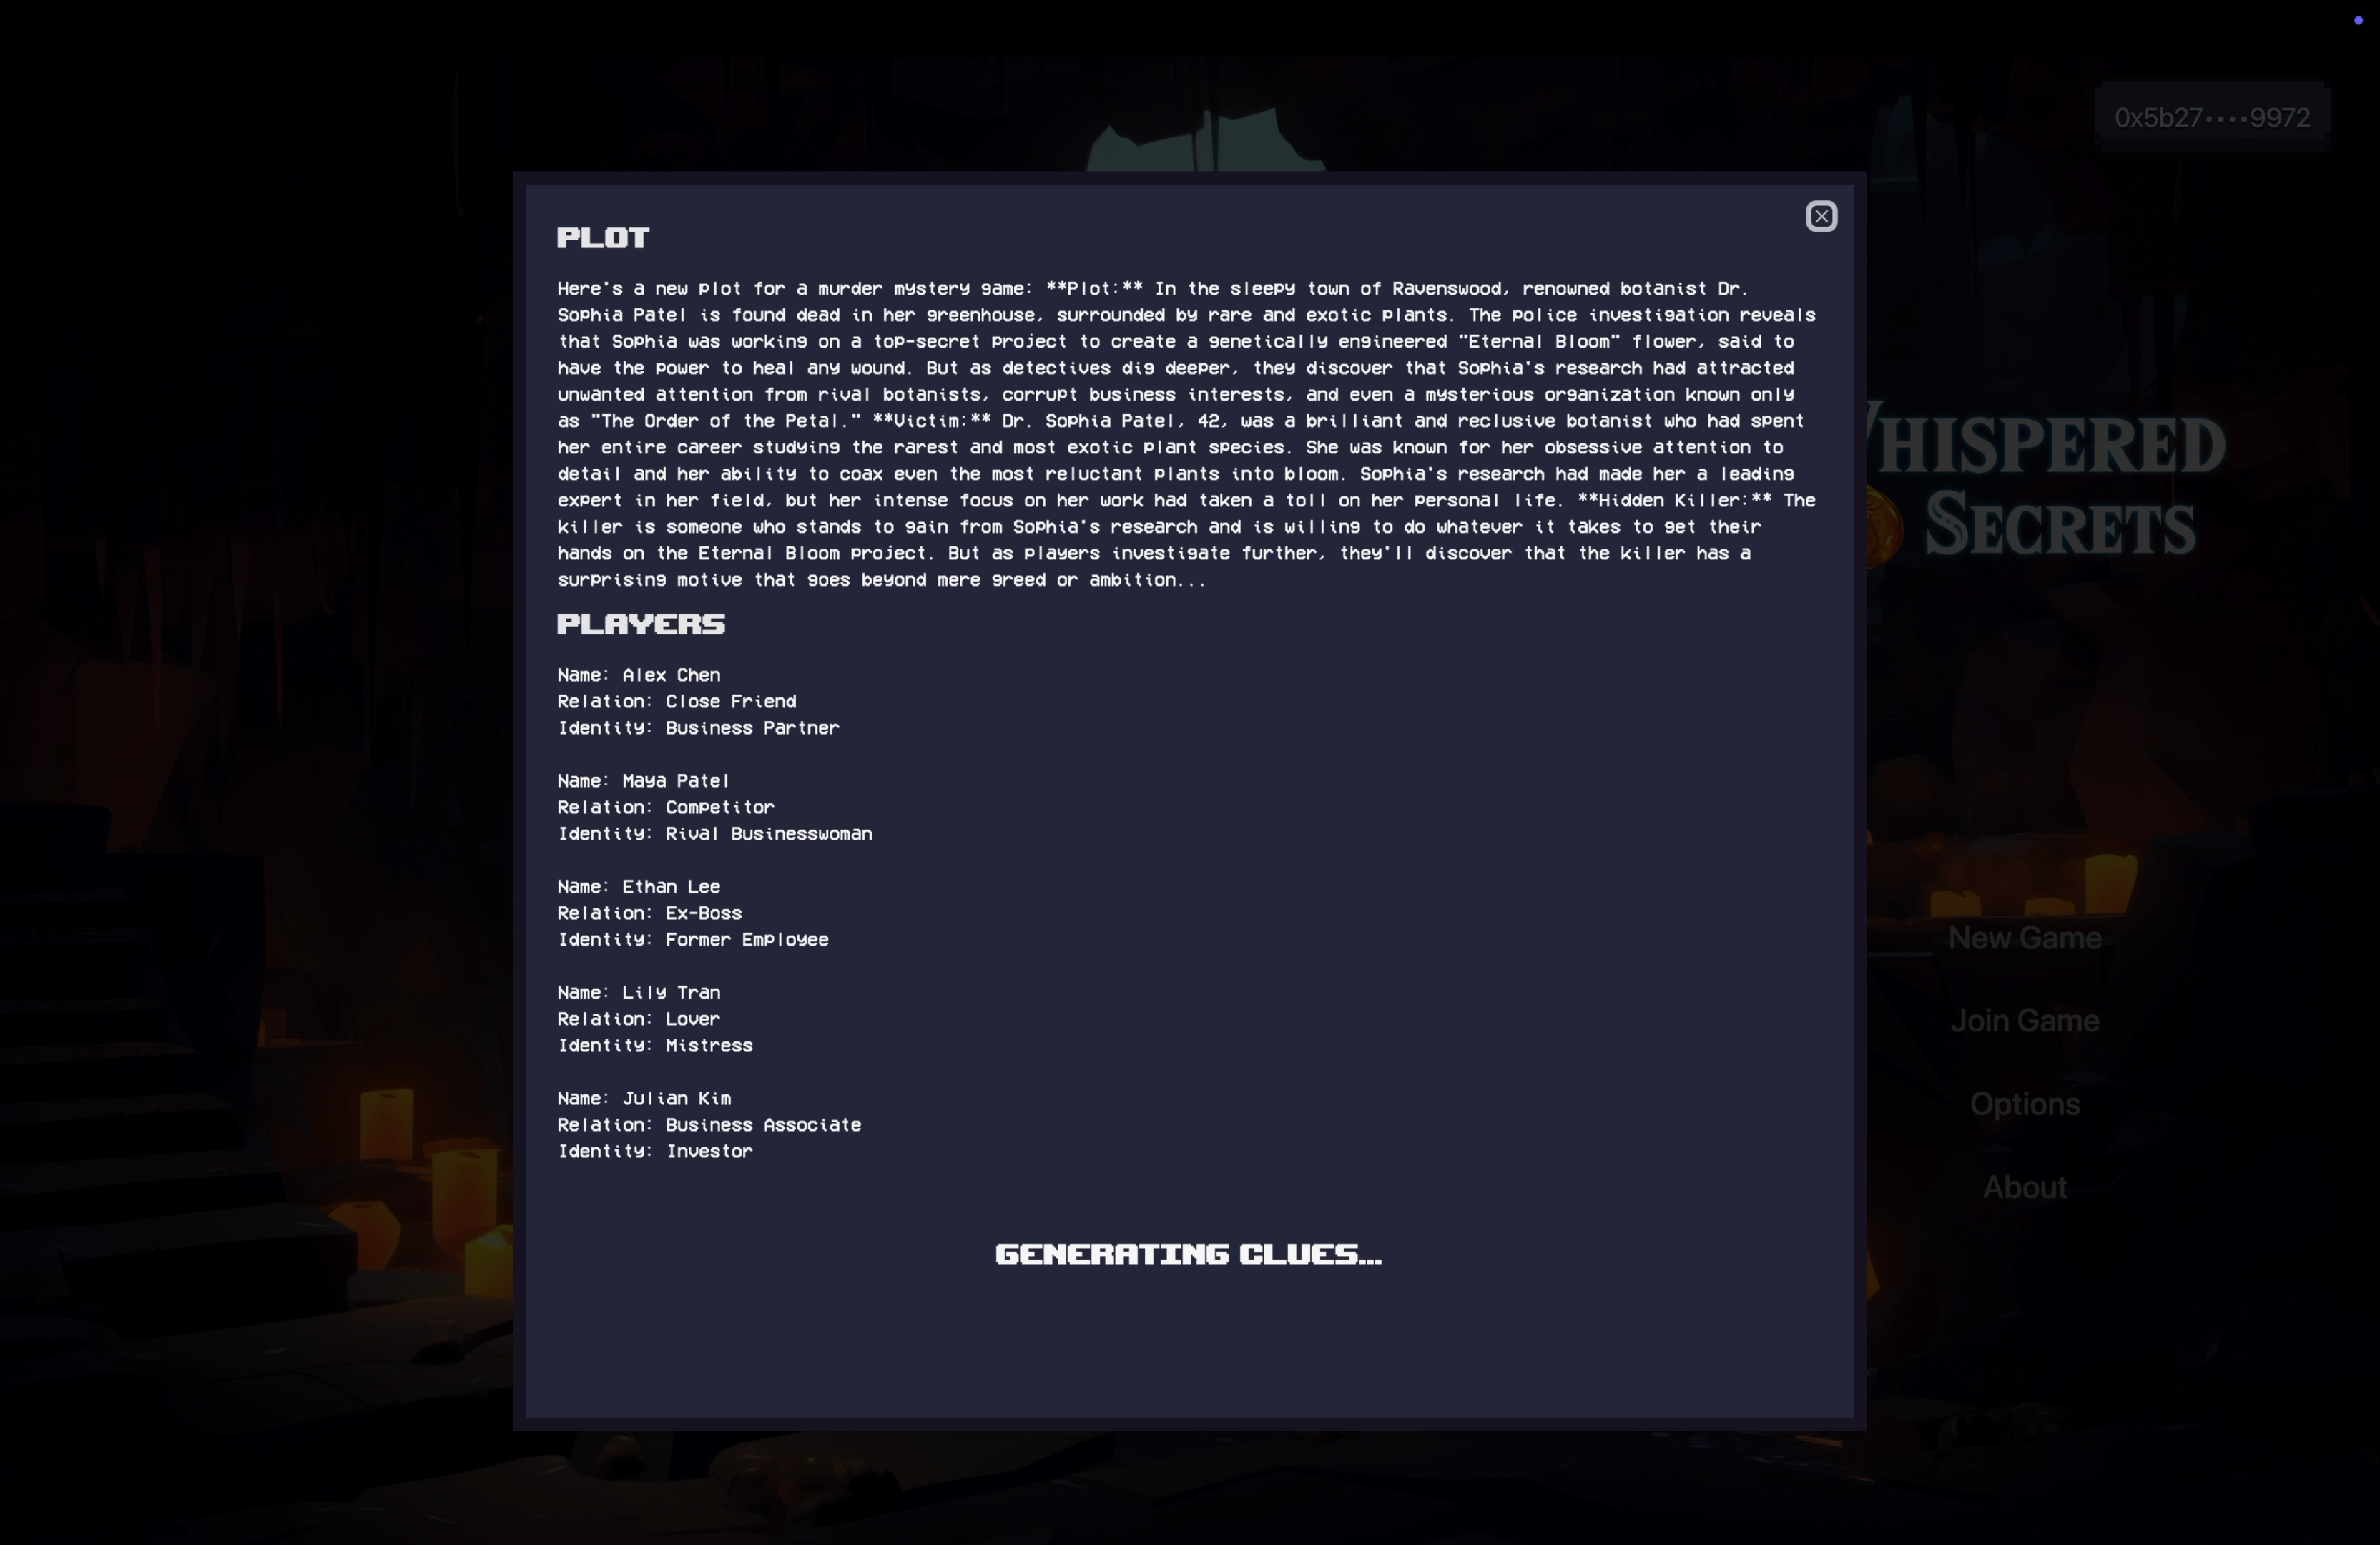 0x5b27····9972
PLOT
Here's a new plot for a murder mystery game: **Plot:** In the sleepy town of Ravenswood, renowned botanist Dr.
Sophia Patel is found dead in her greenhouse, surrounded by rare and exotic plants. The police investigation reveals
that Sophia was working on a top-secret project to create a genetically engineered "Eternal Bloom" flower, said to
have the power to heal any wound. But as detectives dig deeper, they discover that Sophia's research had attracted
unwanted attention from rival botanists, corrupt business interests, and even a mysterious organization known only
as "The Order of the Petal." **Victim:** Dr. Sophia Patel, 42, was a brilliant and reclusive botanist who had spent
her entire career studying the rarest and most exotic plant species. She was known for her obsessive attention to
detail and her ability to coax even the most reluctant plants into bloom. Sophia's research had made her a leading
expert in her field, but her intense focus on her work had taken a toll on her personal life. **Hidden Killer:** The
killer is someone who stands to gain from Sophia's research and is willing to do whatever it takes to get their
hands on the Eternal Bloom project. But as players investigate further, they'll discover that the killer has a
surprising motive that goes beyond mere greed or ambition...
PLAYERS
Name: Alex Chen
Relation: Close Friend
Identity: Business Partner
Name: Maya Patel
Relation: Competitor
Identity: Rival Businesswoman
Name: Ethan Lee
Relation: Ex-Boss
Identity: Former Employee
Name: Lily Tran
Relation: Lover
Identity: Mistress
Name: Julian Kim
Relation: Business Associate
Identity: Investor
GENERATING CLUES...
WHISPERED
SECRETS
New Game
Join Game
Options
About